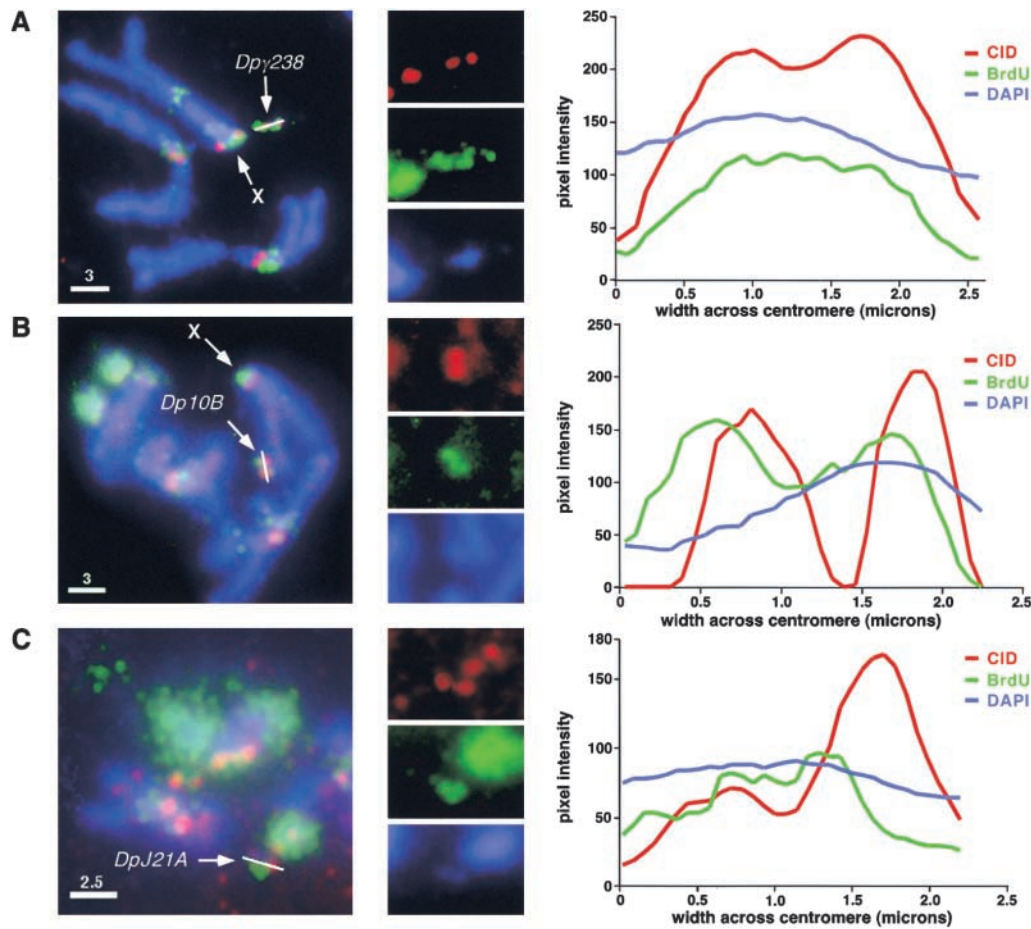 A
Dpγ238
X
3
250
200
150
100
50
0
pixel intensity
CID
BrdU
DAPI
0 0.5 1.0 1.5 2.0 2.5
width across centromere (microns)
B
X
Dp10B
3
250
200
150
100
50
0
pixel intensity
CID
BrdU
DAPI
0 0.5 1.0 1.5 2.0 2.5
width across centromere (microns)
C
DpJ21A
2.5
180
150
100
50
0
pixel intensity
CID
BrdU
DAPI
0 0.5 1.0 1.5 2.0 2.5
width across centromere (microns)